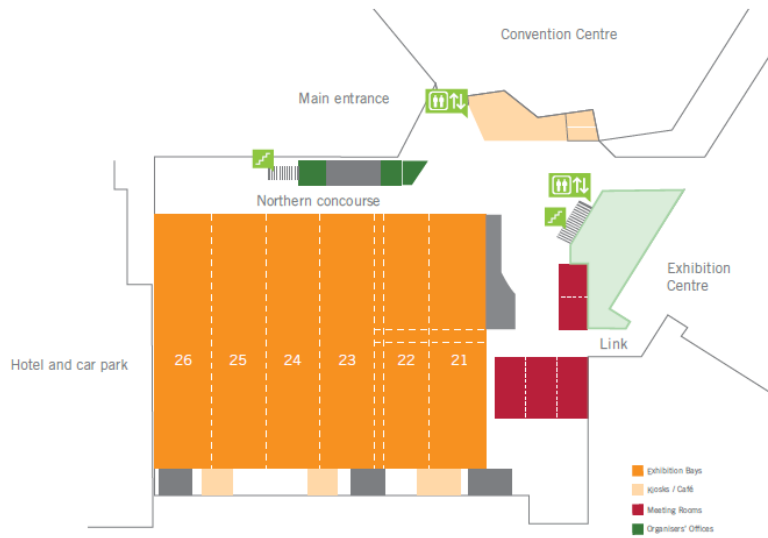 Convention Centre
Main entrance
Northern concourse
Exhibition
Centre
Hotel and car park
26 25 24 23 22 21
Link
Exhibition Bays
Kiosks / Café
Meeting Rooms
Organisers' Offices